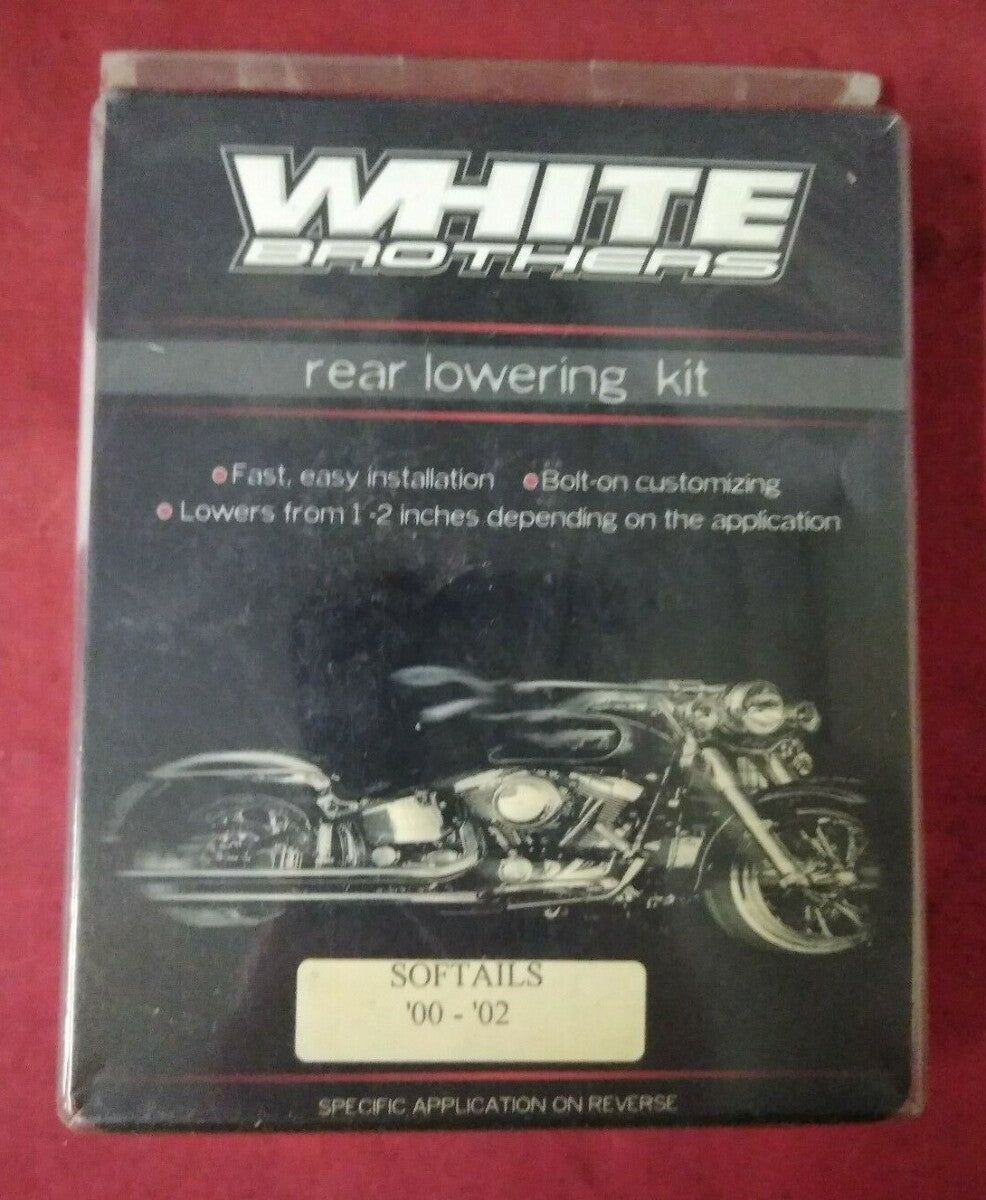 WHITE
BROTHERS
rear lowering kit
Fast, easy installation Bolt-on customizing
Lowers from 1-2 inches depending on the application
SOFTAILS
'00 - '02
SPECIFIC APPLICATION ON REVERSE